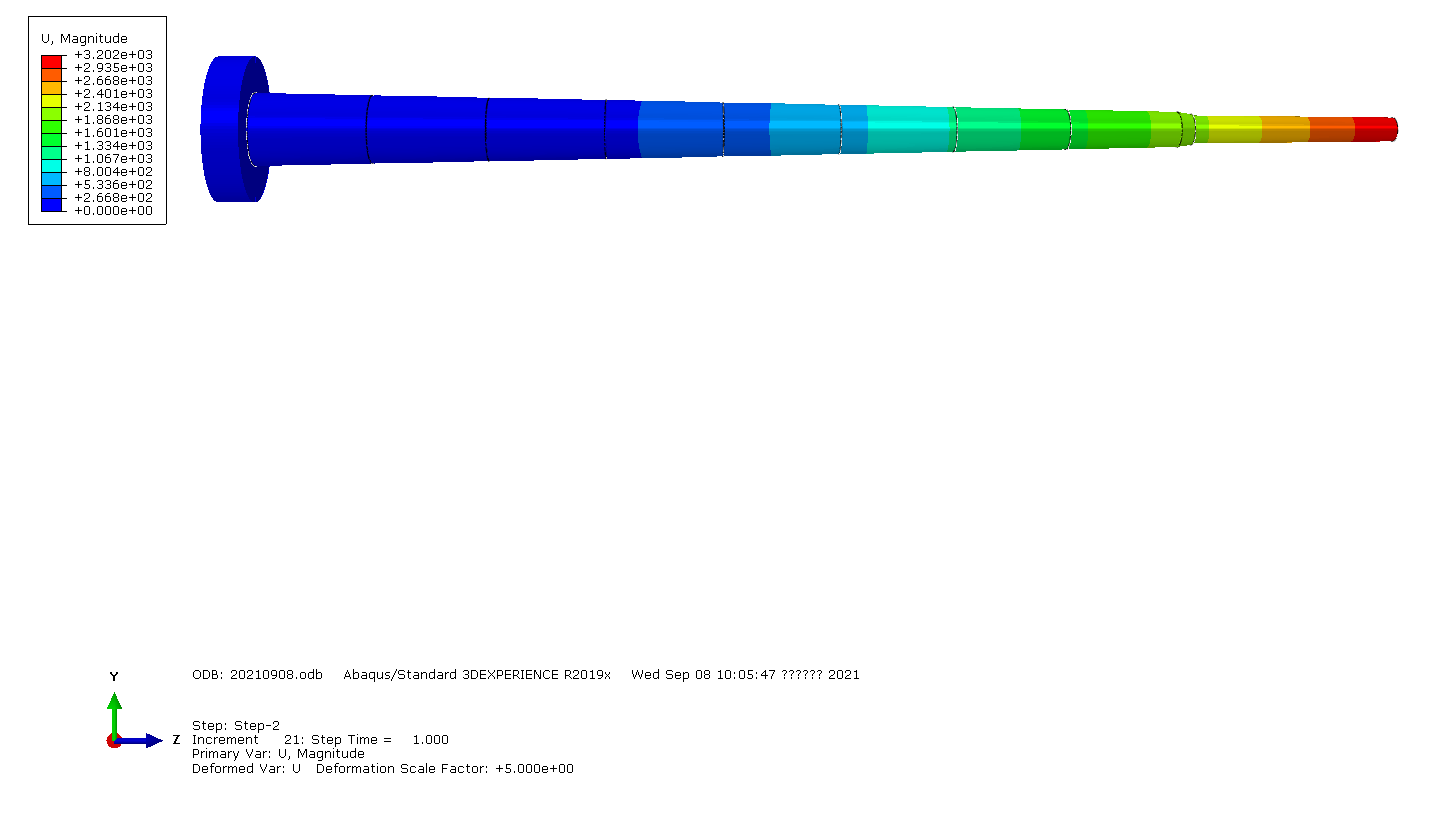 U, Magnitude
+3.202e+03
+2.935e+03
+2.668e+03
+2.401e+03
+2.134e+03
+1.868e+03
+1.601e+03
+1.334e+03
+1.067e+03
+8.004e+02
+5.336e+02
+2.668e+02
+0.000e+00
ODB: 20210908.odb Abaqus/Standard 3DEXPERIENCE R2019x Wed Sep 08 10:05:47 ?????? 2021
Y
Z
Step: Step-2
Increment 21: Step Time = 1.000
Primary Var: U, Magnitude
Deformed Var: U Deformation Scale Factor: +5.000e+00